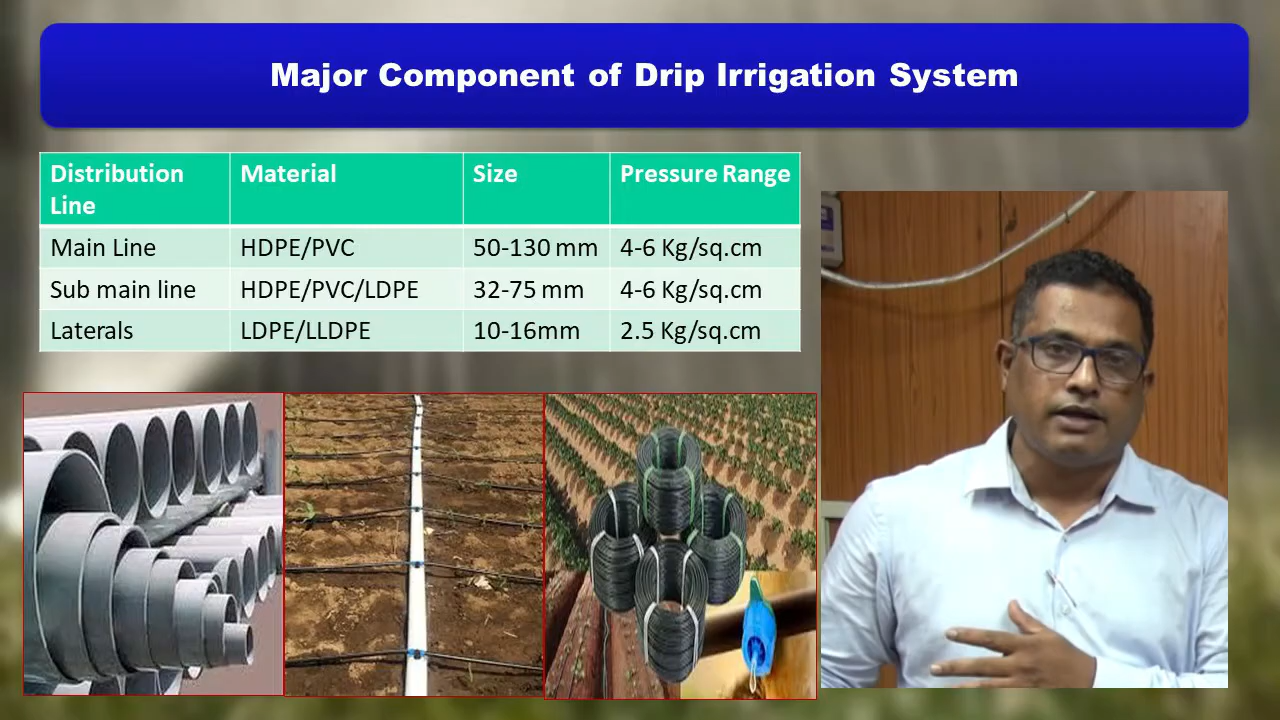 Major Component of Drip Irrigation System
Distribution Line Material Size Pressure Range
Main Line HDPE/PVC 50-130 mm 4-6 Kg/sq.cm
Sub main line HDPE/PVC/LDPE 32-75 mm 4-6 Kg/sq.cm
Laterals LDPE/LLDPE 10-16mm 2.5 Kg/sq.cm